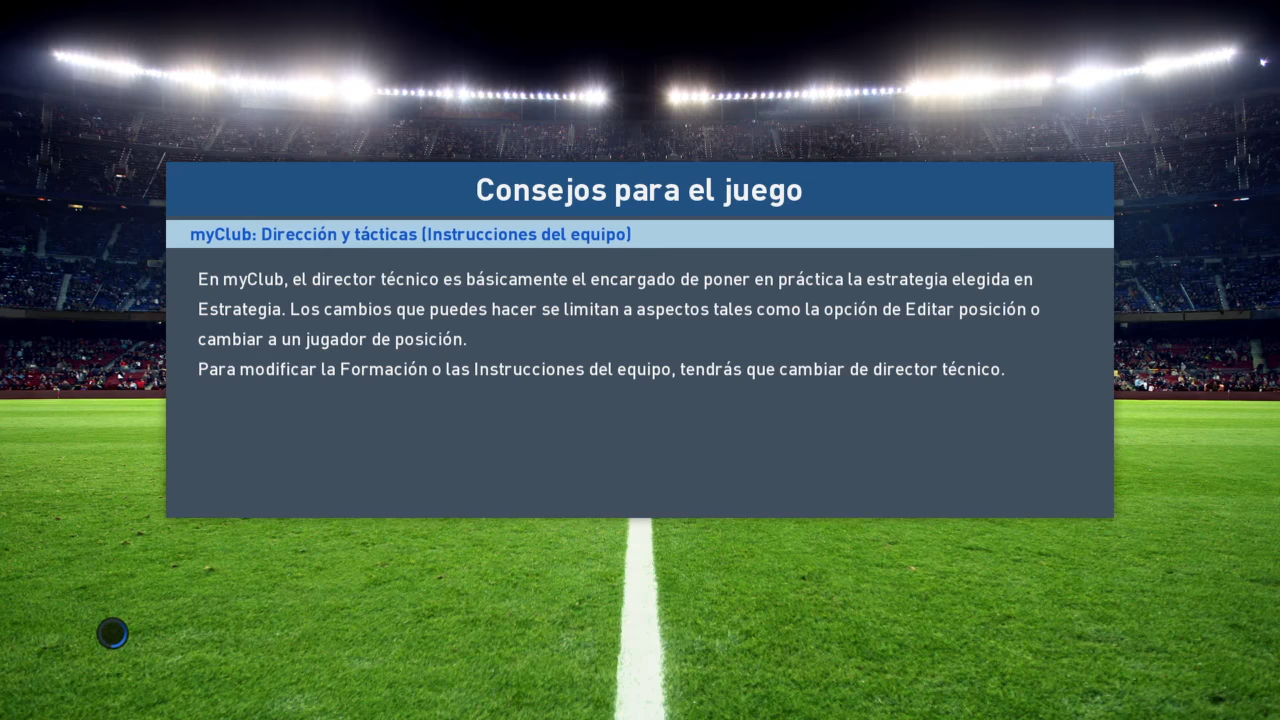 Consejos para el juego
myClub: Dirección y tácticas (Instrucciones del equipo)
En myClub, el director técnico es básicamente el encargado de poner en práctica la estrategia elegida en
Estrategia. Los cambios que puedes hacer se limitan a aspectos tales como la opción de Editar posición o
cambiar a un jugador de posición.
Para modificar la Formación o las Instrucciones del equipo, tendrás que cambiar de director técnico.